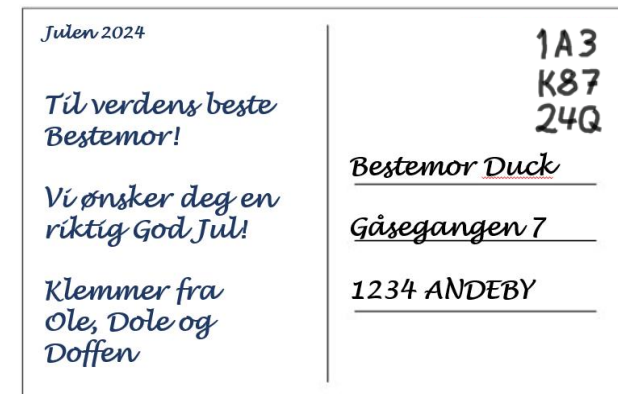 Julen 2024
Til verdens beste
Bestemor!
Vi ønsker deg en
riktig God Jul!
Klemmer fra
Ole, Dole og
Doffen
1A3
K87
24Q
Bestemor Duck
Gåsegangen 7
1234 ANDEBY